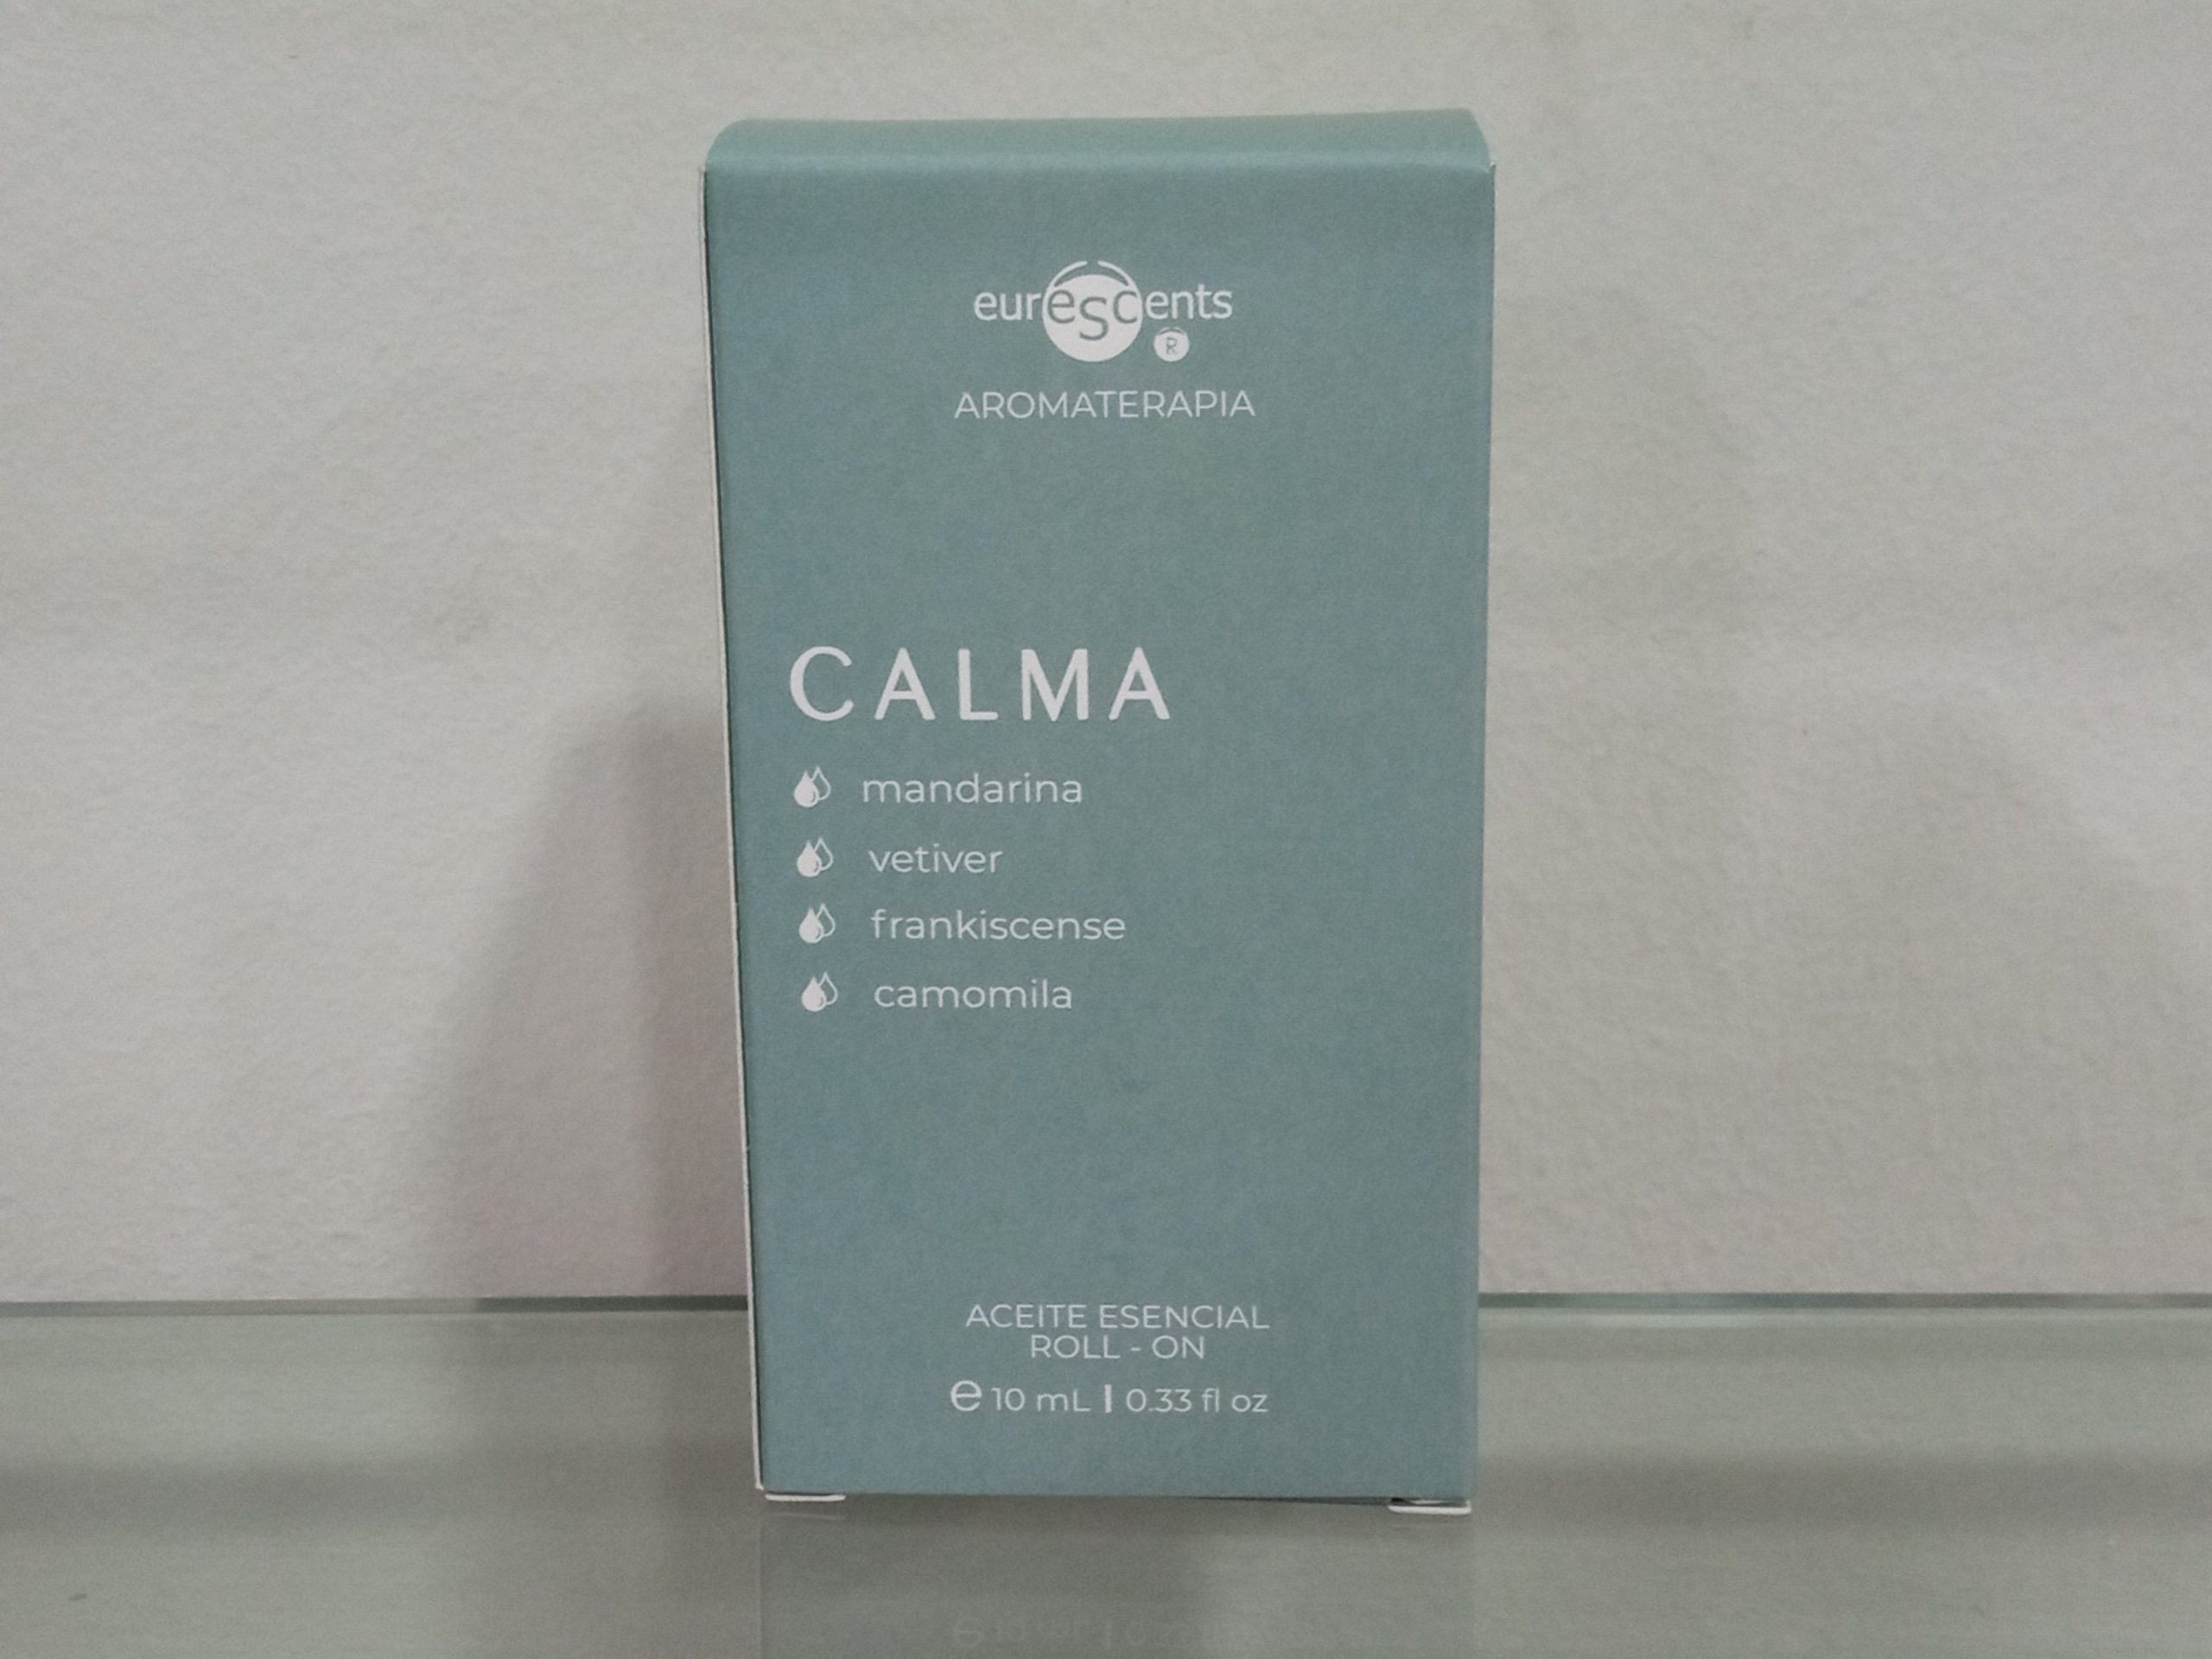 eurescents
R
AROMATERAPIA
CALMA
mandarina
vetiver
frankiscense
camomila
ACEITE ESENCIAL
ROLL - ON
e 10 mL | 0.33 fl oz